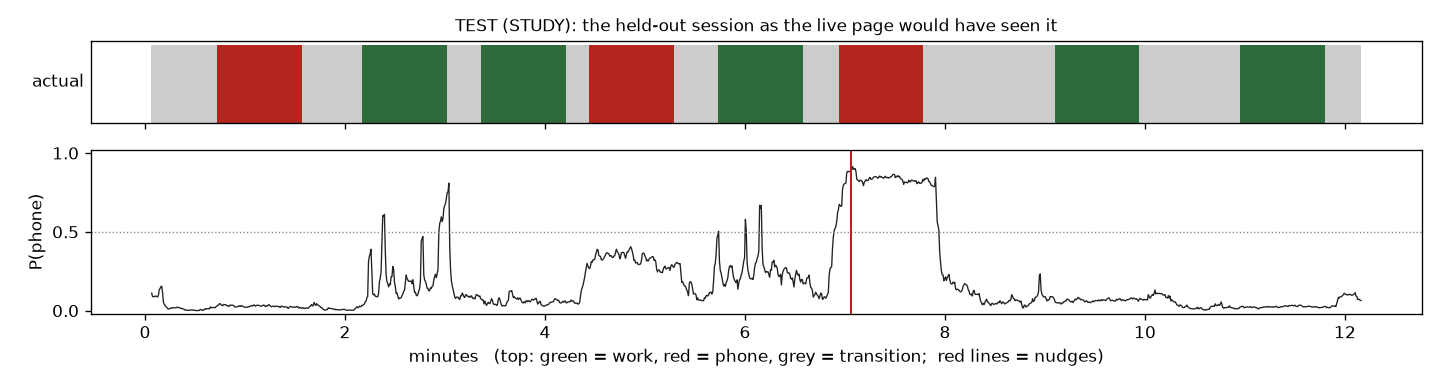 TEST (STUDY): the held-out session as the live page would have seen it
actual
1.0
0.5
0.0
P(phone)
0 2 4 6 8 10 12
minutes (top: green = work, red = phone, grey = transition; red lines = nudges)